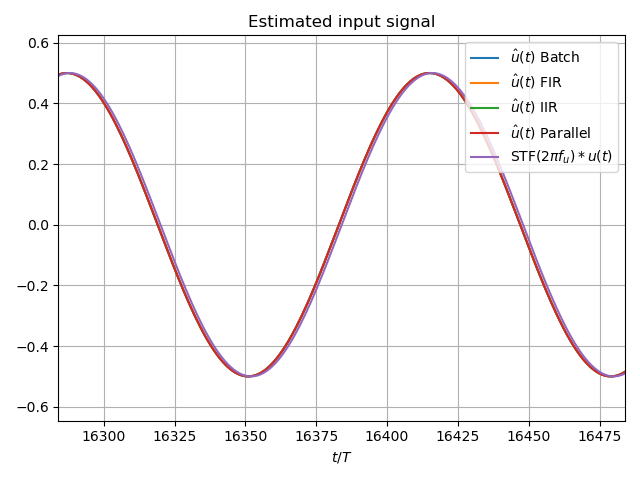 Estimated input signal
0.6
0.4
0.2
0.0
−0.2
−0.4
−0.6
û(t) Batch
û(t) FIR
û(t) IIR
û(t) Parallel
STF(2πfᵤ) * u(t)
16300 16325 16350 16375 16400 16425 16450 16475
t/T